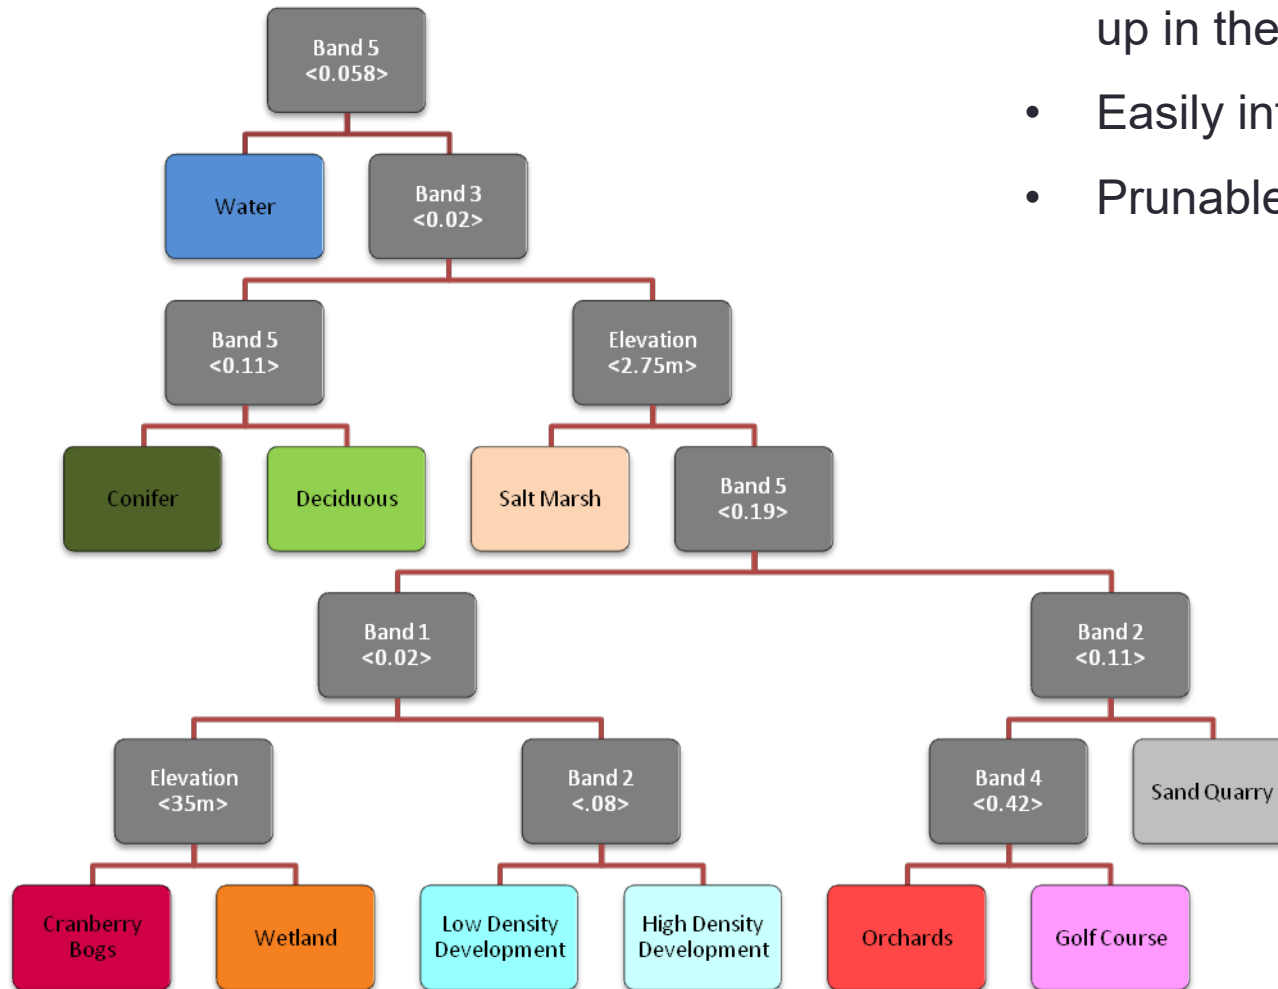 Band 5
<0.058>
up in the
• Easily
• Prunable
Water
Band 3
<0.02>
Band 5
<0.11>
Elevation
<2.75m>
Conifer
Deciduous
Salt Marsh
Band 5
<0.19>
Band 1
<0.02>
Band 2
<0.11>
Elevation
<35m>
Band 2
<.08>
Band 4
<0.42>
Sand Quarry
Cranberry
Bogs
Wetland
Low Density
Development
High Density
Development
Orchards
Golf Course